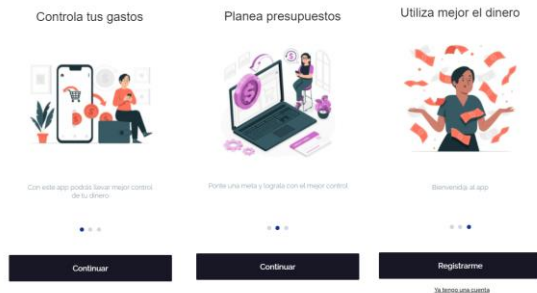 Controla tus gastos
Con este app podrás llevar mejor control
de tu dinero
Continuar
Planea presupuestos
Ponte una meta y lograla con el mejor control
Continuar
Utiliza mejor el dinero
Bienvenid@ al app
Registrarme
Ya tengo una cuenta